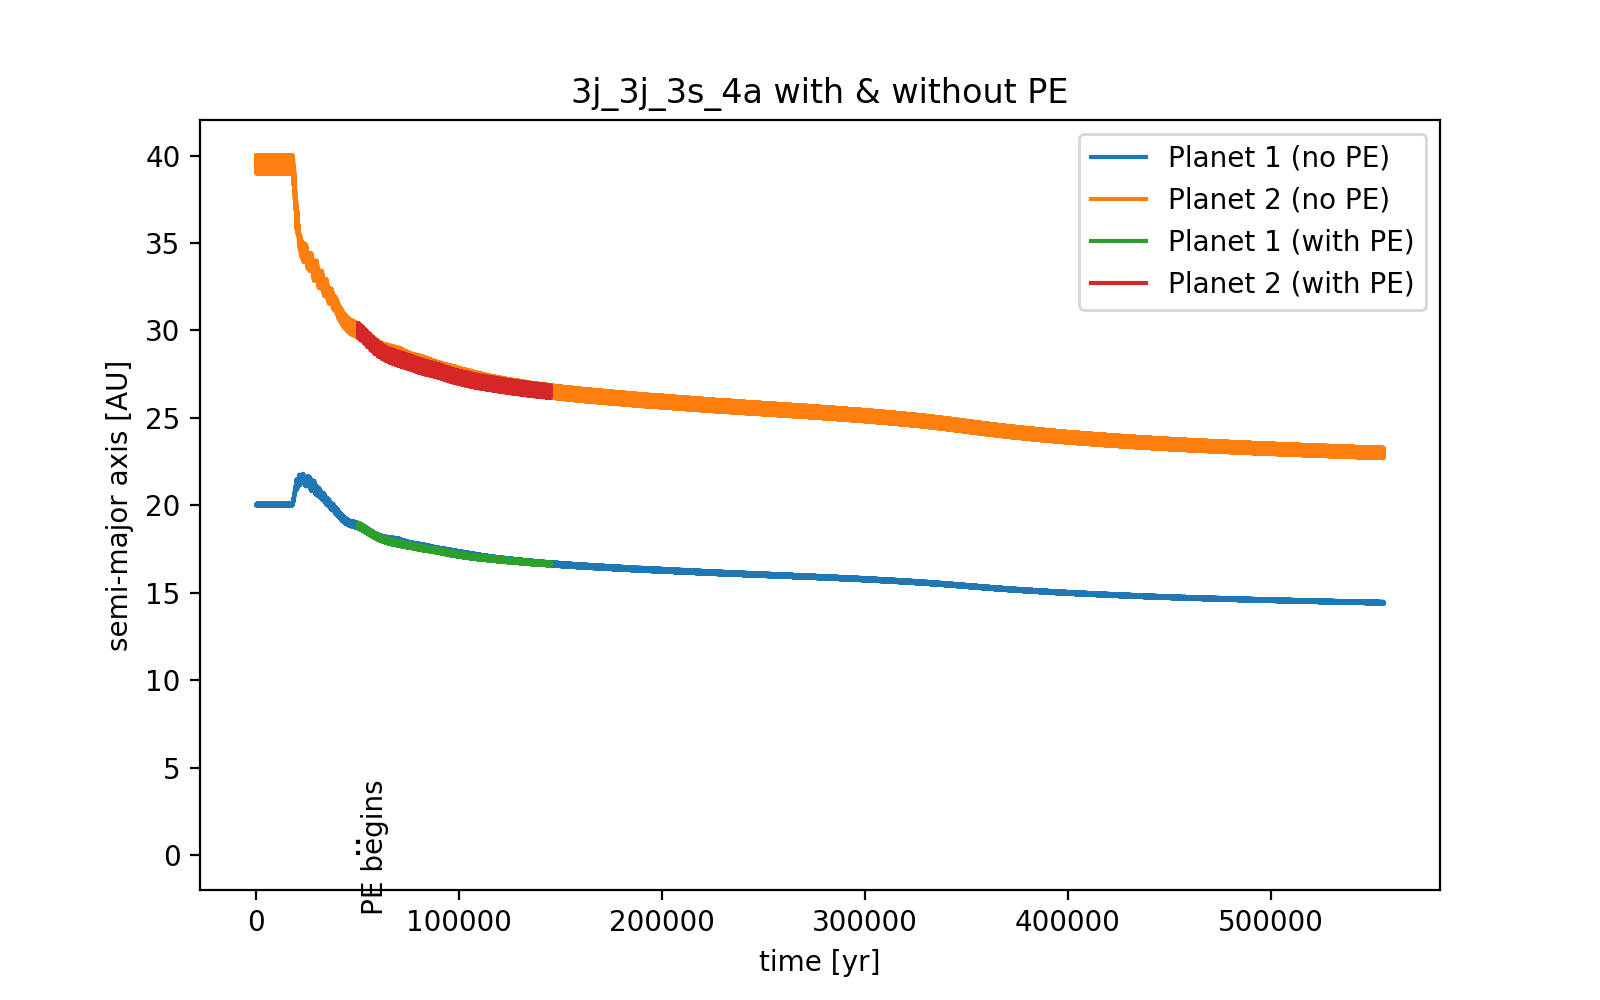 3j_3j_3s_4a with & without PE
Planet 1 (no PE)
Planet 2 (no PE)
Planet 1 (with PE)
Planet 2 (with PE)
semi-major axis [AU]
40
35
30
25
20
15
10
5
0
PE begins
0
100000
200000
300000
400000
500000
time [yr]